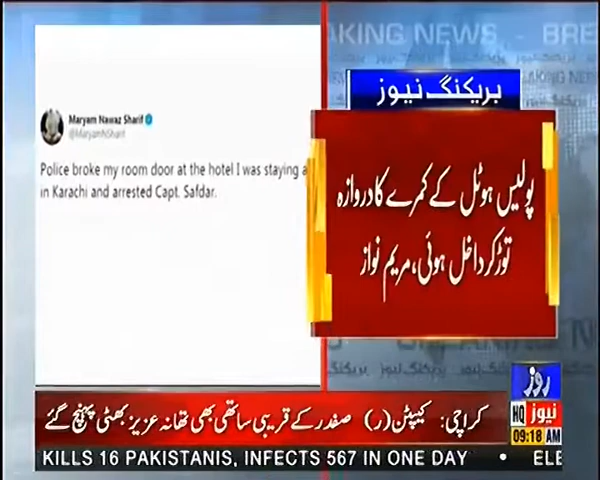 AKING NEWS - BRE
بریکنگ نیوز
Maryam Nawaz Sharif
@MaryamNSharif
Police broke my room door at the hotel I was staying a
in Karachi and arrested Capt. Safdar.
پولیس ہوٹل کے کمرے کا دروازہ
توڑ کر داخل ہوئی، مریم نواز
روز
HQ نیوز
09:18 AM
کراچی: کیپٹن (ر) صفدر کے قریبی ساتھی بھی تھانہ عزیز بھٹی پہنچ گئے
KILLS 16 PAKISTANIS, INFECTS 567 IN ONE DAY • ELE